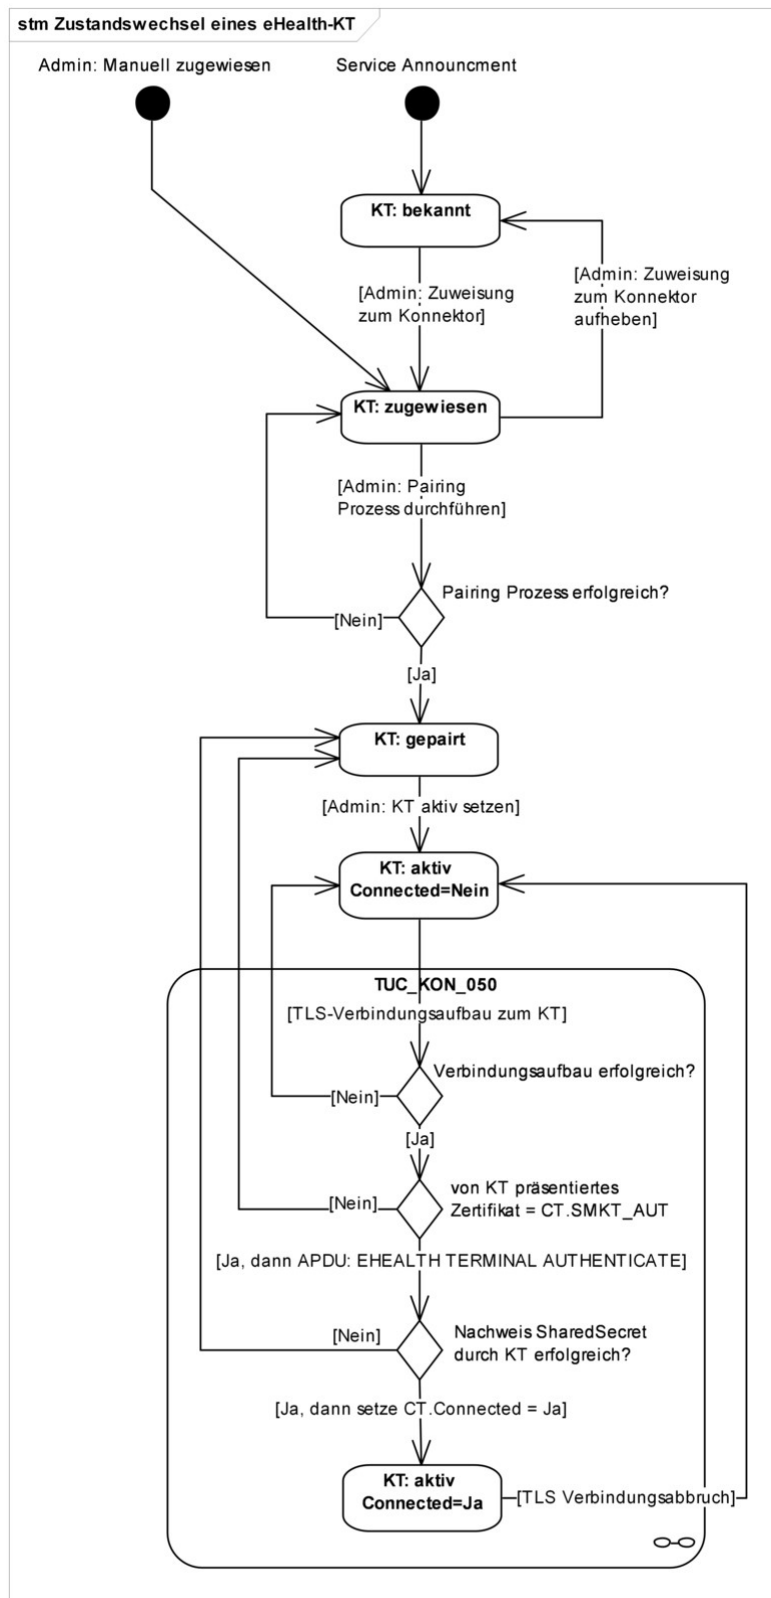 stm Zustandswechsel eines eHealth-KT
Admin: Manuell zugewiesen
Service Announcment
KT: bekannt
[Admin: Zuweisung
zum Konnektor]
[Admin: Zuweisung
zum Konnektor
aufheben]
KT: zugewiesen
[Admin: Pairing
Prozess durchführen]
Pairing Prozess erfolgreich?
[Nein]
[Ja]
KT: gepairt
[Admin: KT aktiv setzen]
KT: aktiv
Connected=Nein
TUC_KON_050
[TLS-Verbindungsaufbau zum KT]
Verbindungsaufbau erfolgreich?
[Nein]
[Ja]
von KT präsentiertes
Zertifikat = CT.SMKT_AUT
[Nein]
[Ja, dann APDU: EHEALTH TERMINAL AUTHENTICATE]
[Nein]
Nachweis SharedSecret
durch KT erfolgreich?
[Ja, dann setze CT.Connected = Ja]
KT: aktiv
Connected=Ja
[TLS Verbindungsabbruch]